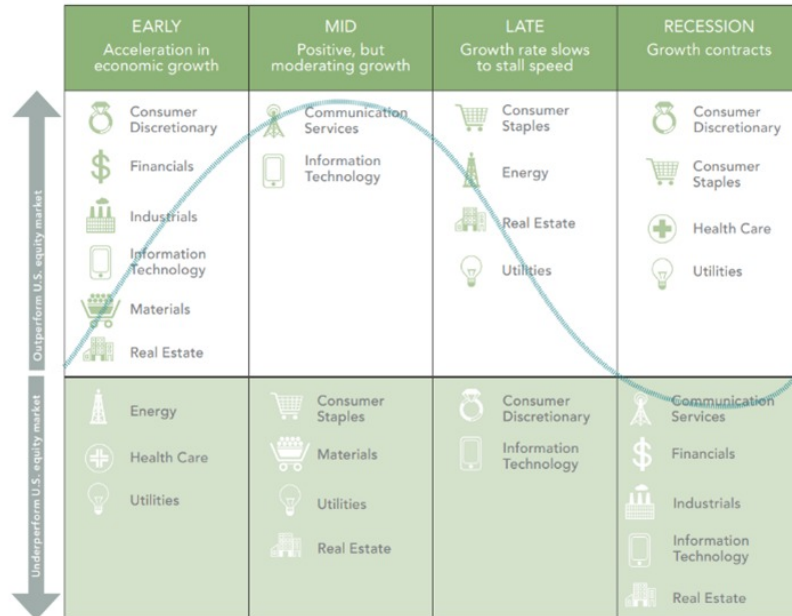 EARLY
Acceleration in
economic growth
MID
Positive, but
moderating growth
LATE
Growth rate slows
to stall speed
RECESSION
Growth contracts
Outperform U.S. equity market
Consumer
Discretionary
Financials
Industrials
Information
Technology
Materials
Real Estate
Communication
Services
Information
Technology
Consumer
Staples
Energy
Real Estate
Utilities
Consumer
Discretionary
Consumer
Staples
Health Care
Utilities
Underperform U.S. equity market
Energy
Health Care
Utilities
Consumer
Staples
Materials
Utilities
Real Estate
Consumer
Discretionary
Information
Technology
Communication
Services
Financials
Industrials
Information
Technology
Real Estate